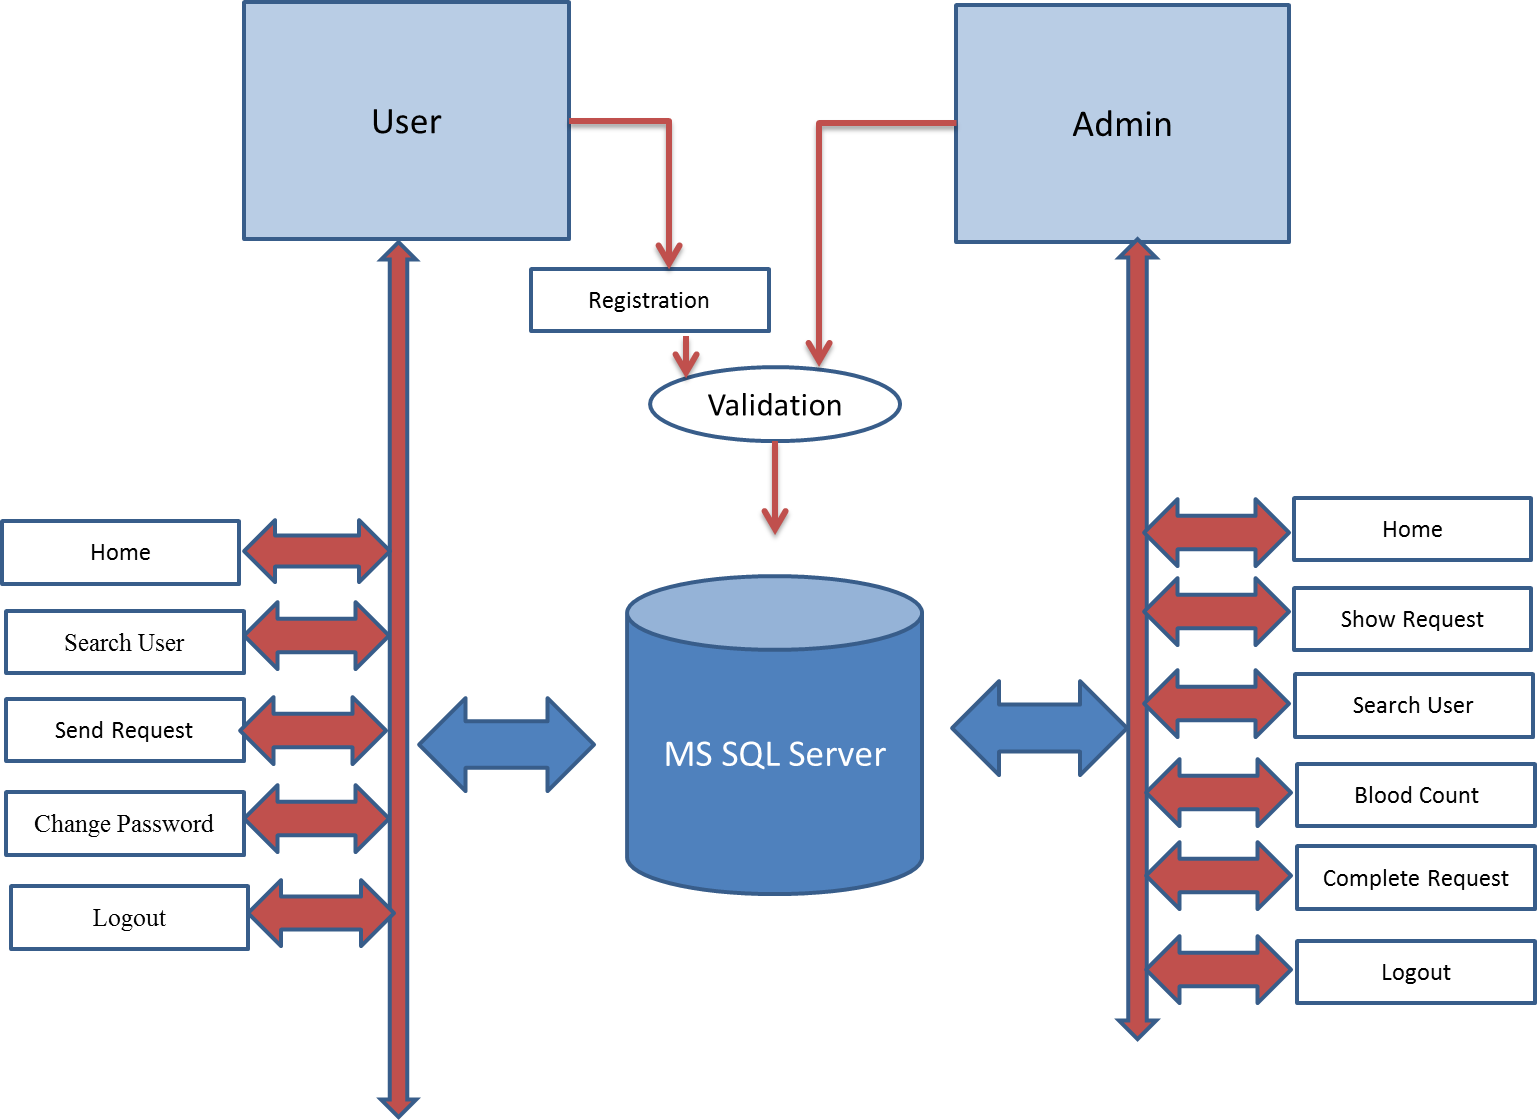 User
Admin
Registration
Validation
Home
Search User
Send Request
Change Password
Logout
MS SQL Server
Home
Show Request
Search User
Blood Count
Complete Request
Logout